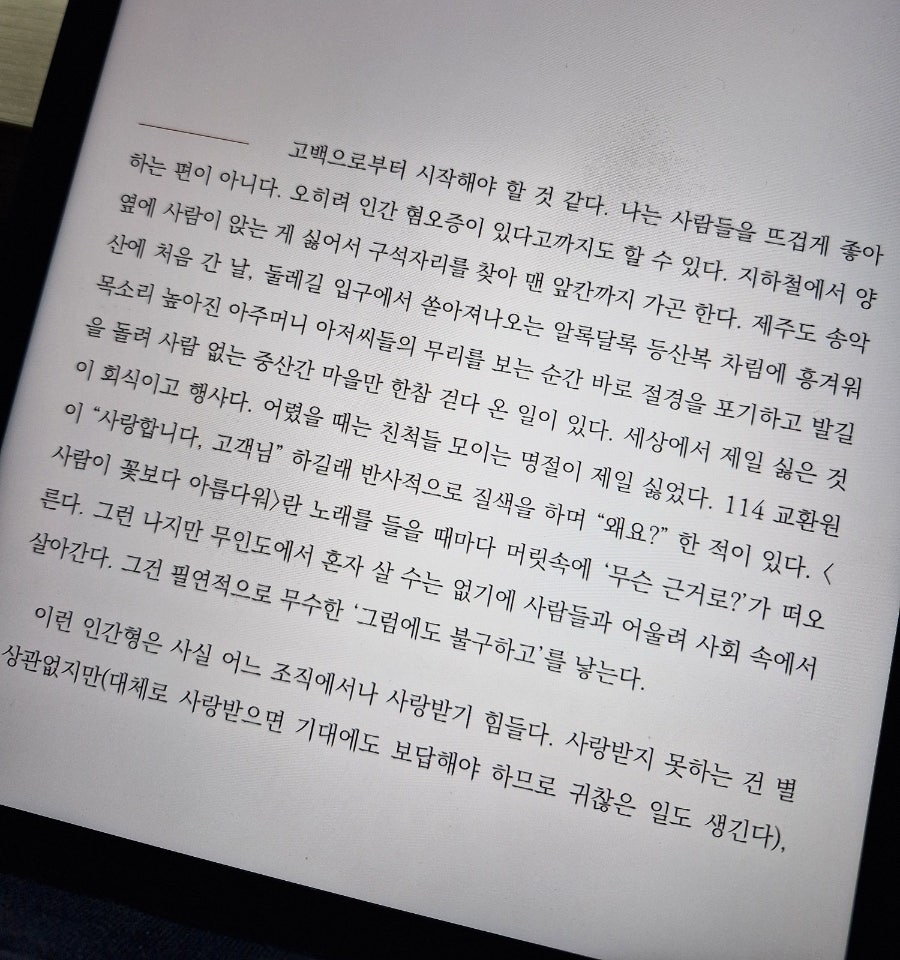 고백으로부터 시작해야 할 것 같다. 나는 사람들을 뜨겁게 좋아
하는 편이 아니다. 오히려 인간 혐오증이 있다고까지도 할 수 있다. 지하철에서 양
옆에 사람이 앉는 게 싫어서 구석자리를 찾아 맨 앞칸까지 가곤 한다. 제주도 송악
산에 처음 간 날, 둘레길 입구에서 쏟아져나오는 알록달록 등산복 차림에 흥겨워
목소리 높아진 아주머니 아저씨들의 무리를 보는 순간 바로 절경을 포기하고 발길
을 돌려 사람 없는 중산간 마을만 한참 걷다 온 일이 있다. 세상에서 제일 싫은 것
이 회식이고 행사다. 어렸을 때는 친척들 모이는 명절이 제일 싫었다. 114 교환원
이 “사랑합니다, 고객님” 하길래 반사적으로 질색을 하며 “왜요?” 한 적이 있다. 〈
사람이 꽃보다 아름다워〉란 노래를 들을 때마다 머릿속에 ‘무슨 근거로?’가 떠오
른다. 그런 나지만 무인도에서 혼자 살 수는 없기에 사람들과 어울려 사회 속에서
살아간다. 그건 필연적으로 무수한 ‘그럼에도 불구하고’를 낳는다.
이런 인간형은 사실 어느 조직에서나 사랑받기 힘들다. 사랑받지 못하는 건 별
상관없지만(대체로 사랑받으면 기대에도 보답해야 하므로 귀찮은 일도 생긴다),